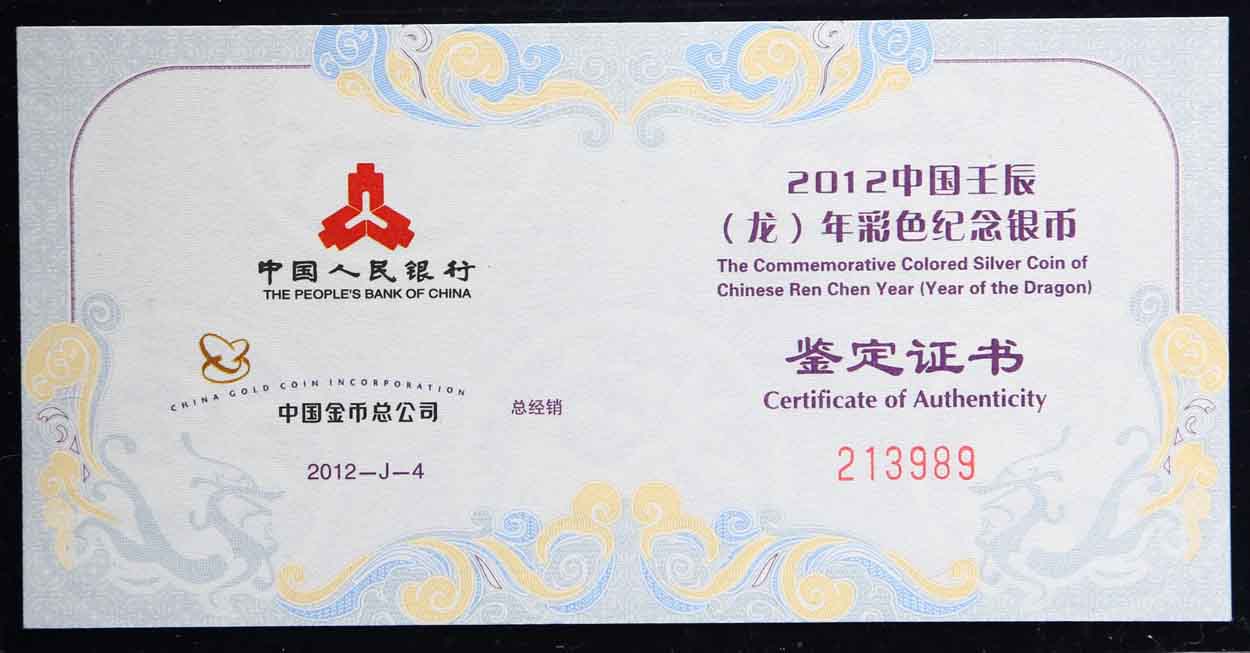 中国人民银行
THE PEOPLE'S BANK OF CHINA
CHINA GOLD COIN INCORPORATION
中国金币总公司
总经销
2012-J-4
2012中国壬辰
（龙）年彩色纪念银币
The Commemorative Colored Silver Coin of
Chinese Ren Chen Year (Year of the Dragon)
鉴定证书
Certificate of Authenticity
213989